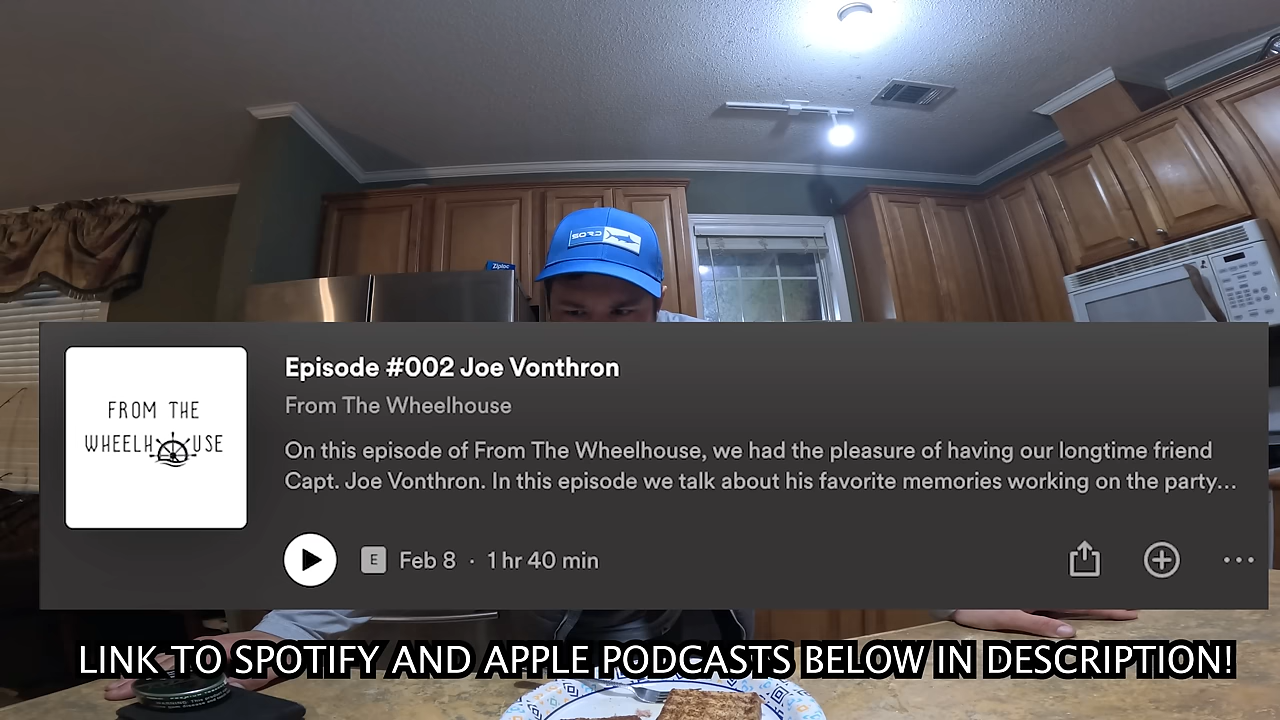 Ziploc
Episode #002 Joe Vonthron
From The Wheelhouse
FROM THE
WHEELHOUSE
On this episode of From The Wheelhouse, we had the pleasure of having our longtime friend
Capt. Joe Vonthron. In this episode we talk about his favorite memories working on the party...
E Feb 8 · 1 hr 40 min
LINK TO SPOTIFY AND APPLE PODCASTS BELOW IN DESCRIPTION!